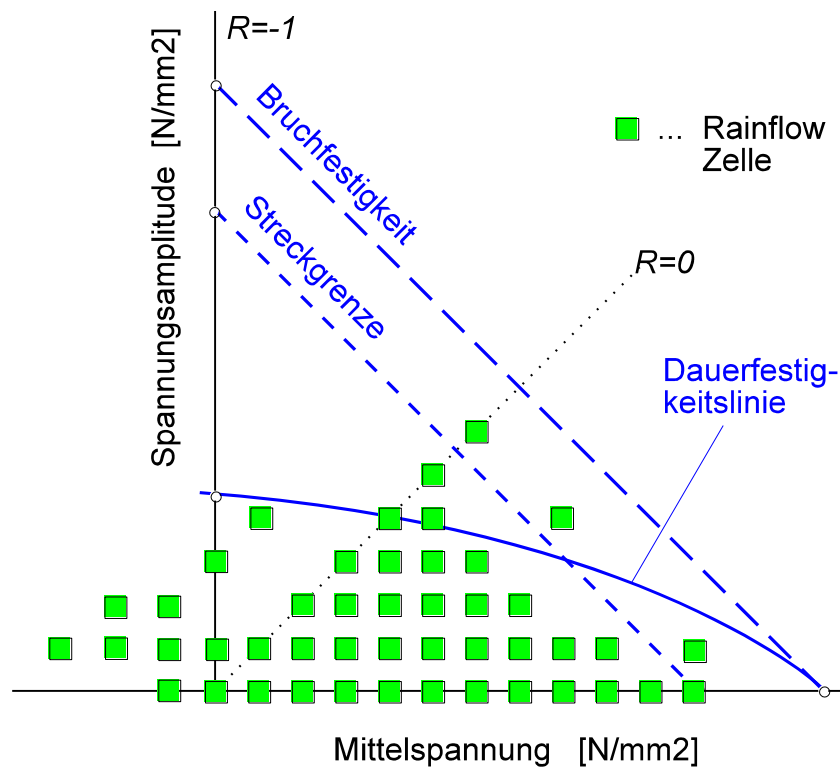 R=-1
Spannungsamplitude [N/mm2]
Bruchfestigkeit
Streckgrenze
... Rainflow
Zelle
R=0
Dauerfestig-
keitslinie
Mittelspannung [N/mm2]